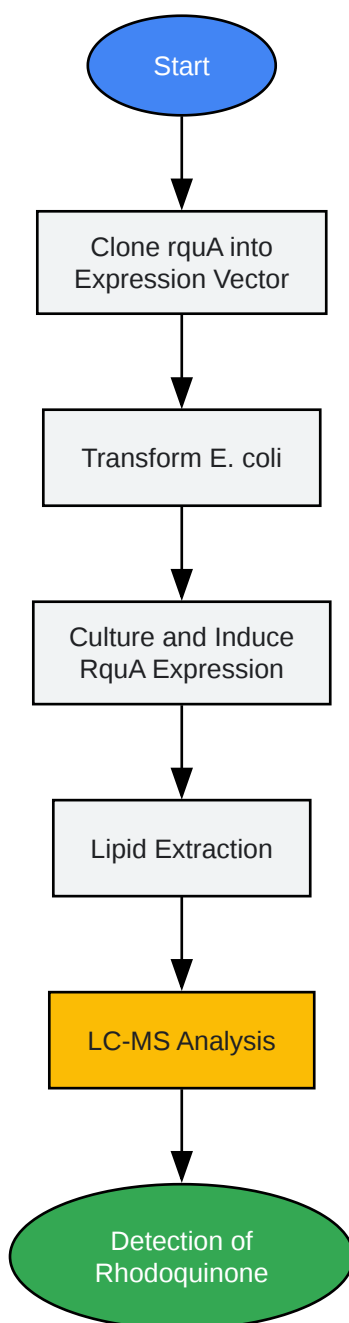 Start
Clone rquA into
Expression Vector
Transform E. coli
Culture and Induce
RquA Expression
Lipid Extraction
LC-MS Analysis
Detection of
Rhodoquinone